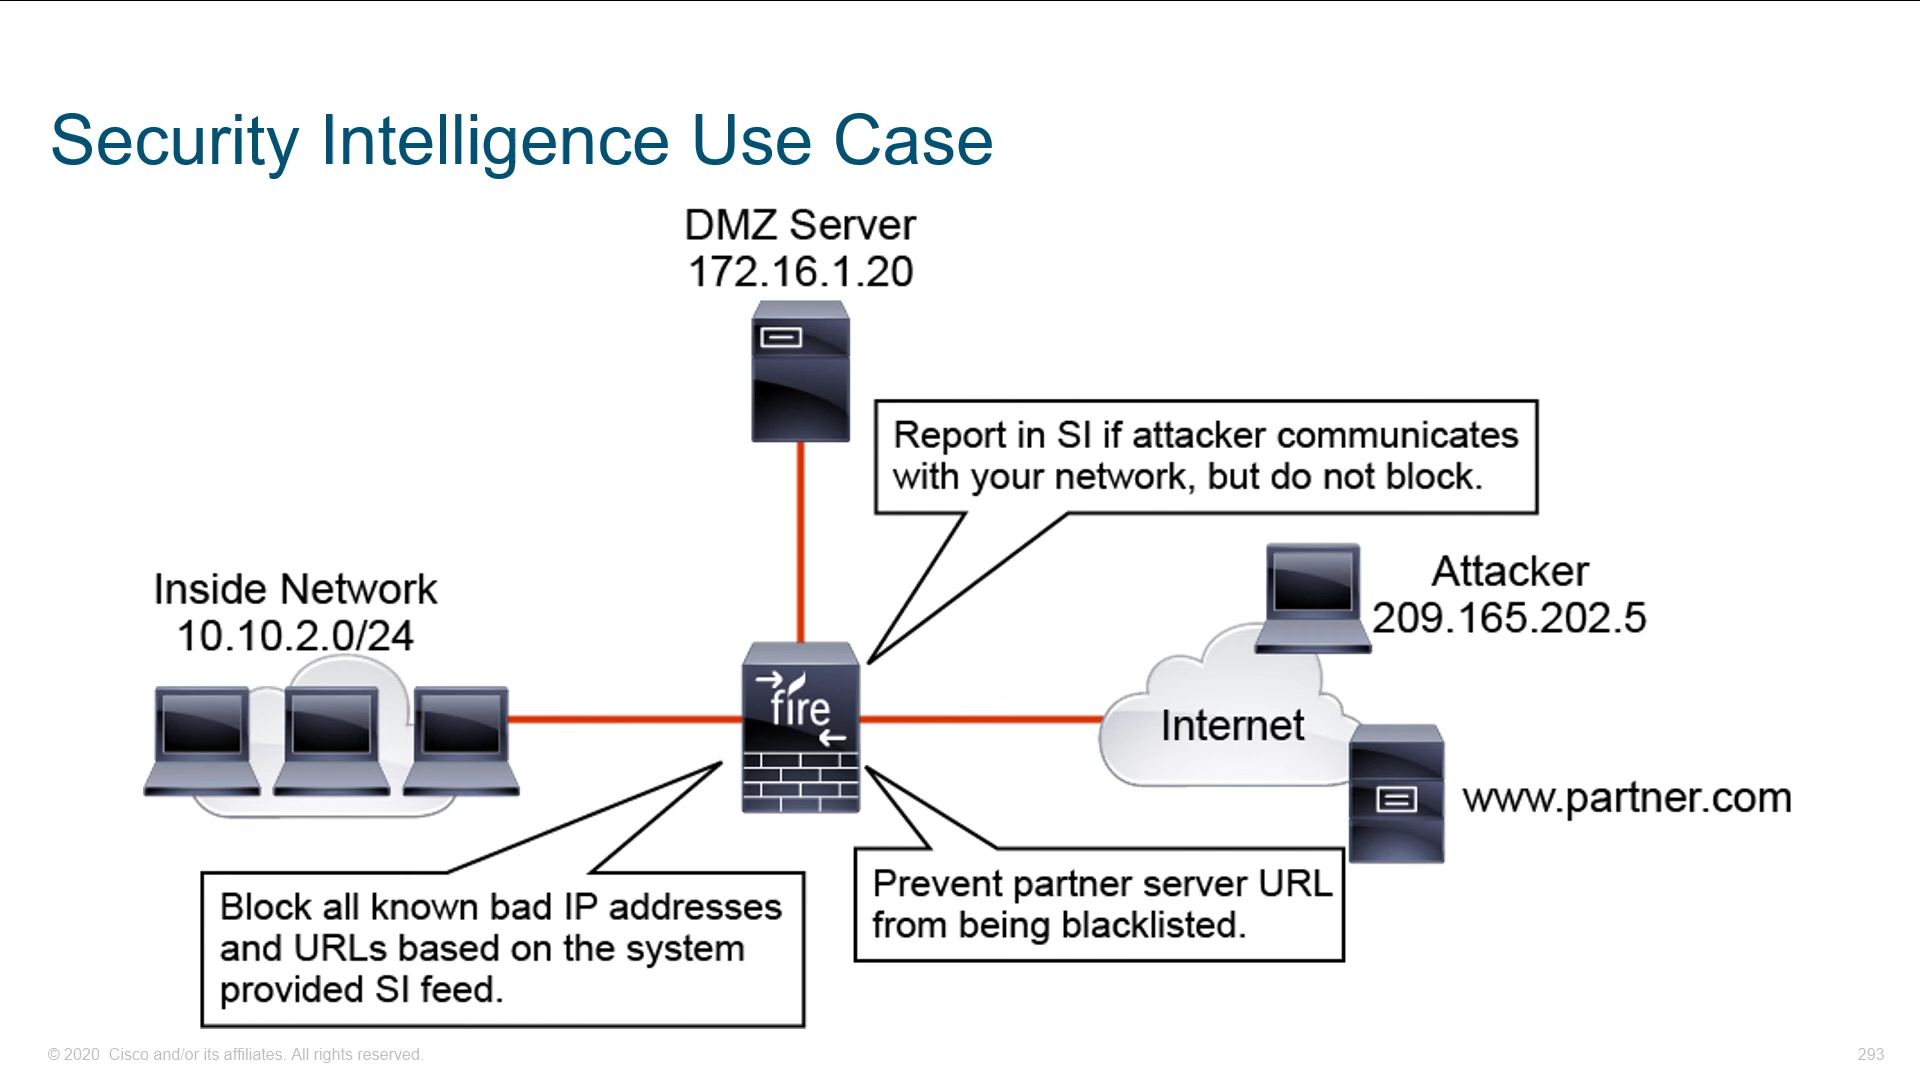 Security Intelligence Use Case
DMZ Server
172.16.1.20
Report in SI if attacker communicates
with your network, but do not block.
Attacker
209.165.202.5
Inside Network
10.10.2.0/24
fire
Internet
www.partner.com
Block all known bad IP addresses
and URLs based on the system
provided SI feed.
Prevent partner server URL
from being blacklisted.
© 2020 Cisco and/or its affiliates. All rights reserved.
293